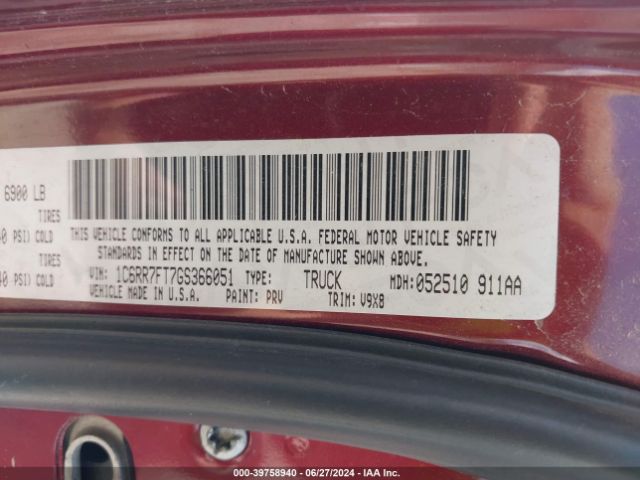 6900 LB
TIRES
40 PSI) COLD
TIRES
40 PSI) COLD
THIS VEHICLE CONFORMS TO ALL APPLICABLE U.S.A. FEDERAL MOTOR VEHICLE SAFETY
STANDARDS IN EFFECT ON THE DATE OF MANUFACTURE SHOWN ABOVE.
VIN: 1C6RR7FT7GS366051 TYPE: TRUCK MDH:052510 911AA
VEHICLE MADE IN U.S.A. PAINT: PRV TRIM: V9X8
000-39758940 - 06/27/2024 - IAA Inc.